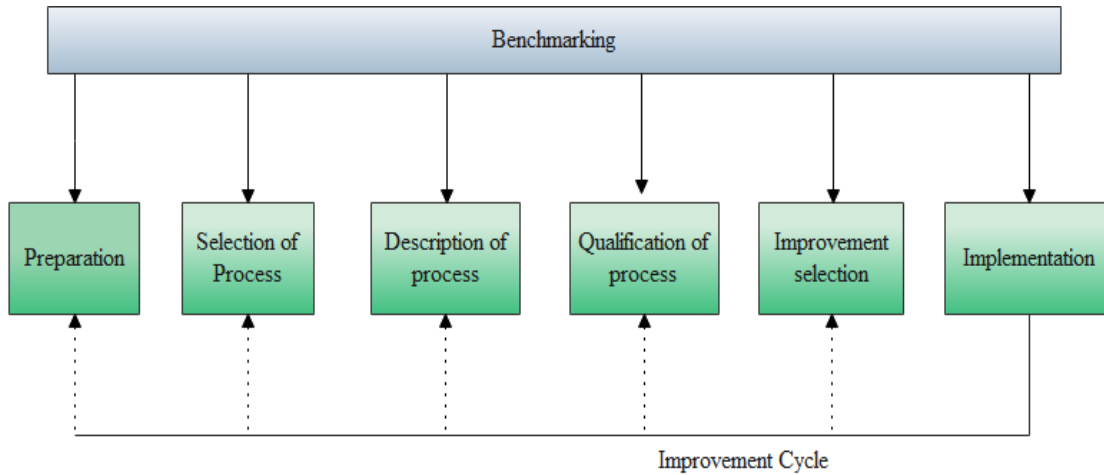 Benchmarking
Preparation
Selection of
Process
Description of
process
Qualification of
process
Improvement
selection
Implementation
Improvement Cycle